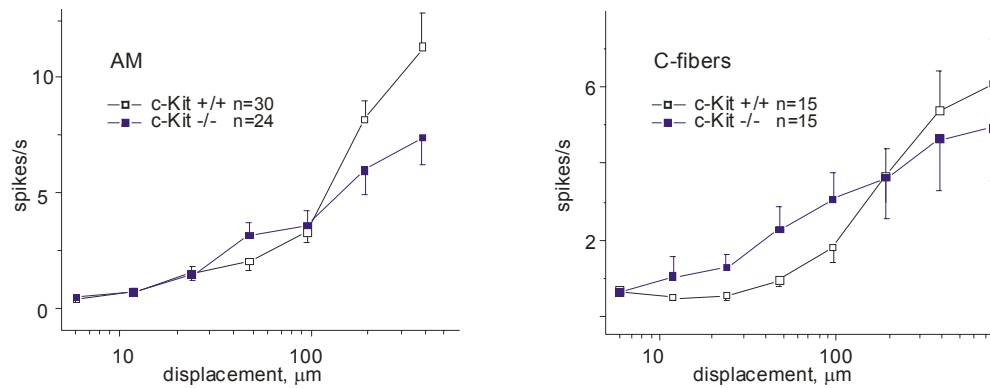 AM
c-Kit +/+ n=30
c-Kit -/- n=24
10
5
0
spikes/s
10 100
displacement, μm
C-fibers
c-Kit +/+ n=15
c-Kit -/- n=15
6
2
spikes/s
10 100
displacement, μm